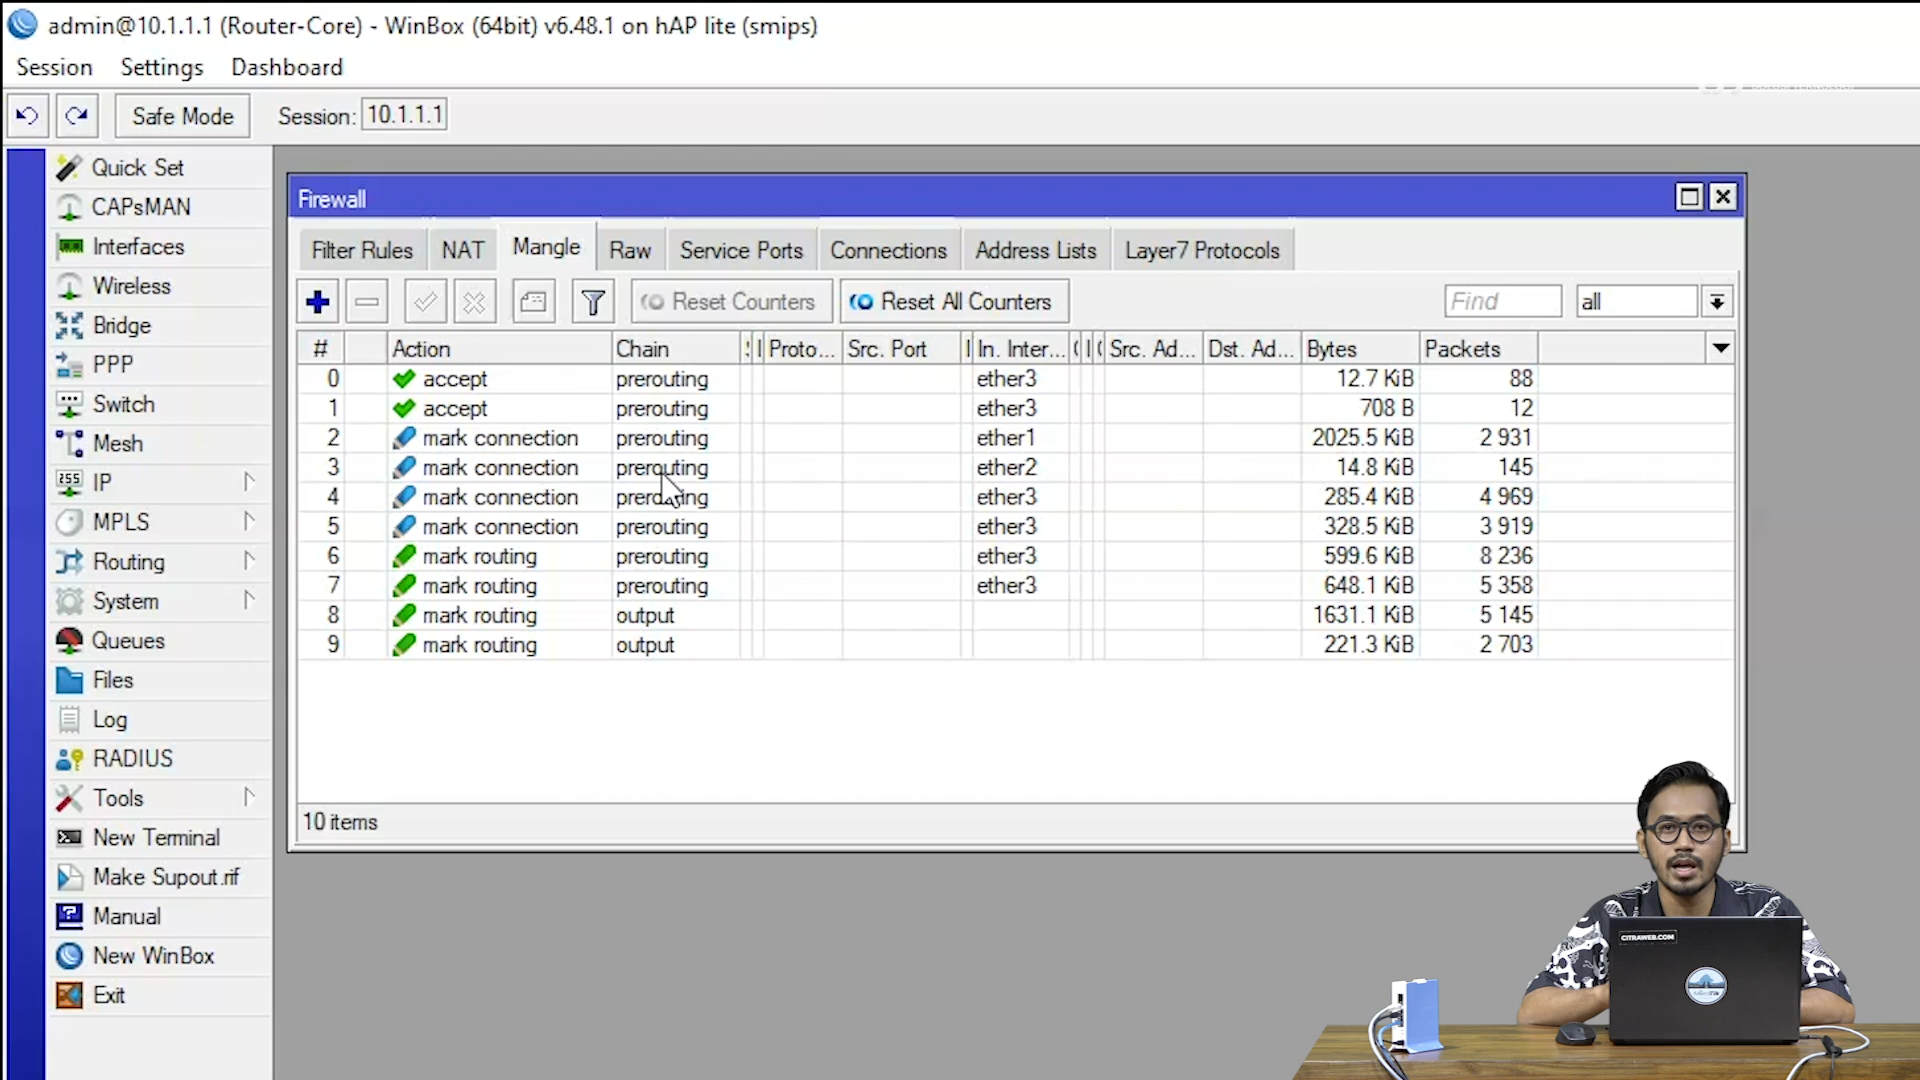 admin@10.1.1.1 (Router-Core) - WinBox (64bit) v6.48.1 on hAP lite (smips)
Session Settings Dashboard
Safe Mode Session: 10.1.1.1
Quick Set
CAPsMAN
Interfaces
Wireless
Bridge
PPP
Switch
Mesh
IP
MPLS
Routing
System
Queues
Files
Log
RADIUS
Tools
New Terminal
Make Supout.rif
Manual
New WinBox
Exit
Firewall
Filter Rules NAT Mangle Raw Service Ports Connections Address Lists Layer7 Protocols
Reset Counters Reset All Counters Find all
# Action Chain Proto... Src. Port In. Inter... Src. Ad... Dst. Ad... Bytes Packets
0 accept prerouting ether3 12.7 KiB 88
1 accept prerouting ether3 708 B 12
2 mark connection prerouting ether1 2025.5 KiB 2 931
3 mark connection prerouting ether2 14.8 KiB 145
4 mark connection prerouting ether3 285.4 KiB 4 969
5 mark connection prerouting ether3 328.5 KiB 3 919
6 mark routing prerouting ether3 599.6 KiB 8 236
7 mark routing prerouting ether3 648.1 KiB 5 358
8 mark routing output 1631.1 KiB 5 145
9 mark routing output 221.3 KiB 2 703
10 items
CITRAWEB.COM